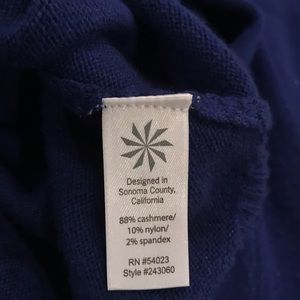 Designed in
Sonoma County,
California
88% cashmere/
10% nylon/
2% spandex
RN #54023
Style #243060